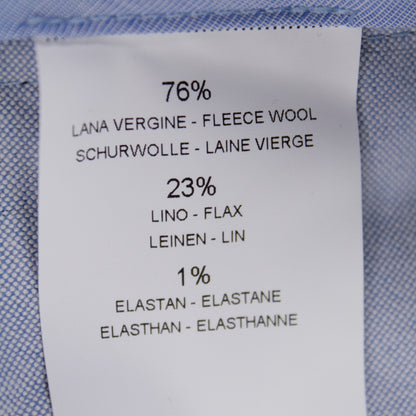 76%
LANA VERGINE - FLEECE WOOL
SCHURWOLLE - LAINE VIERGE
23%
LINO - FLAX
LEINEN - LIN
1%
ELASTAN - ELASTANE
ELASTHAN - ELASTHANNE